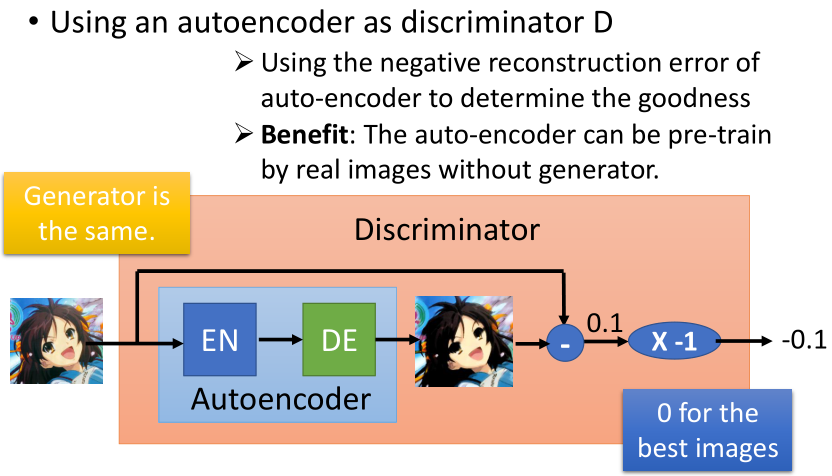 • Using an autoencoder as discriminator D
➢ Using the negative reconstruction error of
auto-encoder to determine the goodness
➢ Benefit: The auto-encoder can be pre-train
by real images without generator.
Generator is
the same.
Discriminator
EN
DE
Autoencoder
-
0.1
X -1
-0.1
0 for the
best images